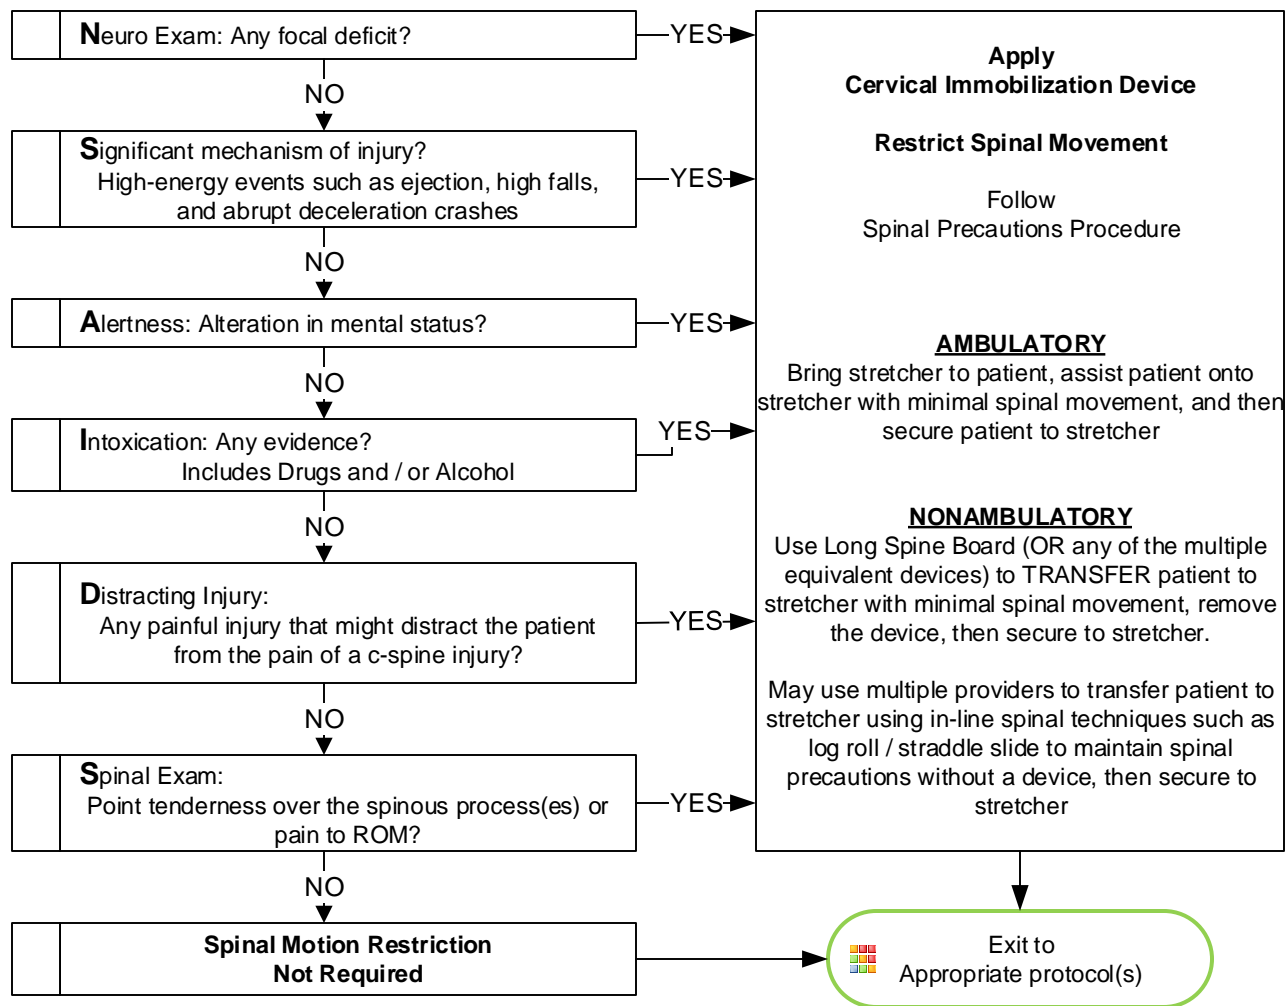 Neuro Exam: Any focal deficit?
YES
NO
Significant mechanism of injury?
High-energy events such as ejection, high falls,
and abrupt deceleration crashes
YES
NO
Alertness: Alteration in mental status?
YES
NO
Intoxication: Any evidence?
Includes Drugs and / or Alcohol
YES
NO
Distracting Injury:
Any painful injury that might distract the patient
from the pain of a c-spine injury?
YES
NO
Spinal Exam:
Point tenderness over the spinous process(es) or
pain to ROM?
YES
NO
Spinal Motion Restriction
Not Required
Apply
Cervical Immobilization Device
Restrict Spinal Movement
Follow
Spinal Precautions Procedure
AMBULATORY
Bring stretcher to patient, assist patient onto
stretcher with minimal spinal movement, and then
secure patient to stretcher
NONAMBULATORY
Use Long Spine Board (OR any of the multiple
equivalent devices) to TRANSFER patient to
stretcher with minimal spinal movement, remove
the device, then secure to stretcher.
May use multiple providers to transfer patient to
stretcher using in-line spinal techniques such as
log roll / straddle slide to maintain spinal
precautions without a device, then secure to
stretcher
Exit to
Appropriate protocol(s)